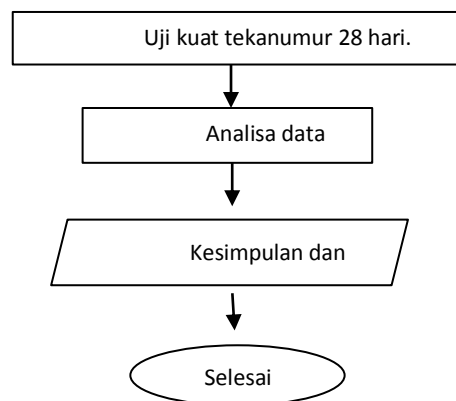 Uji kuat tekanumur 28 hari.
Analisa data
Kesimpulan dan
Selesai